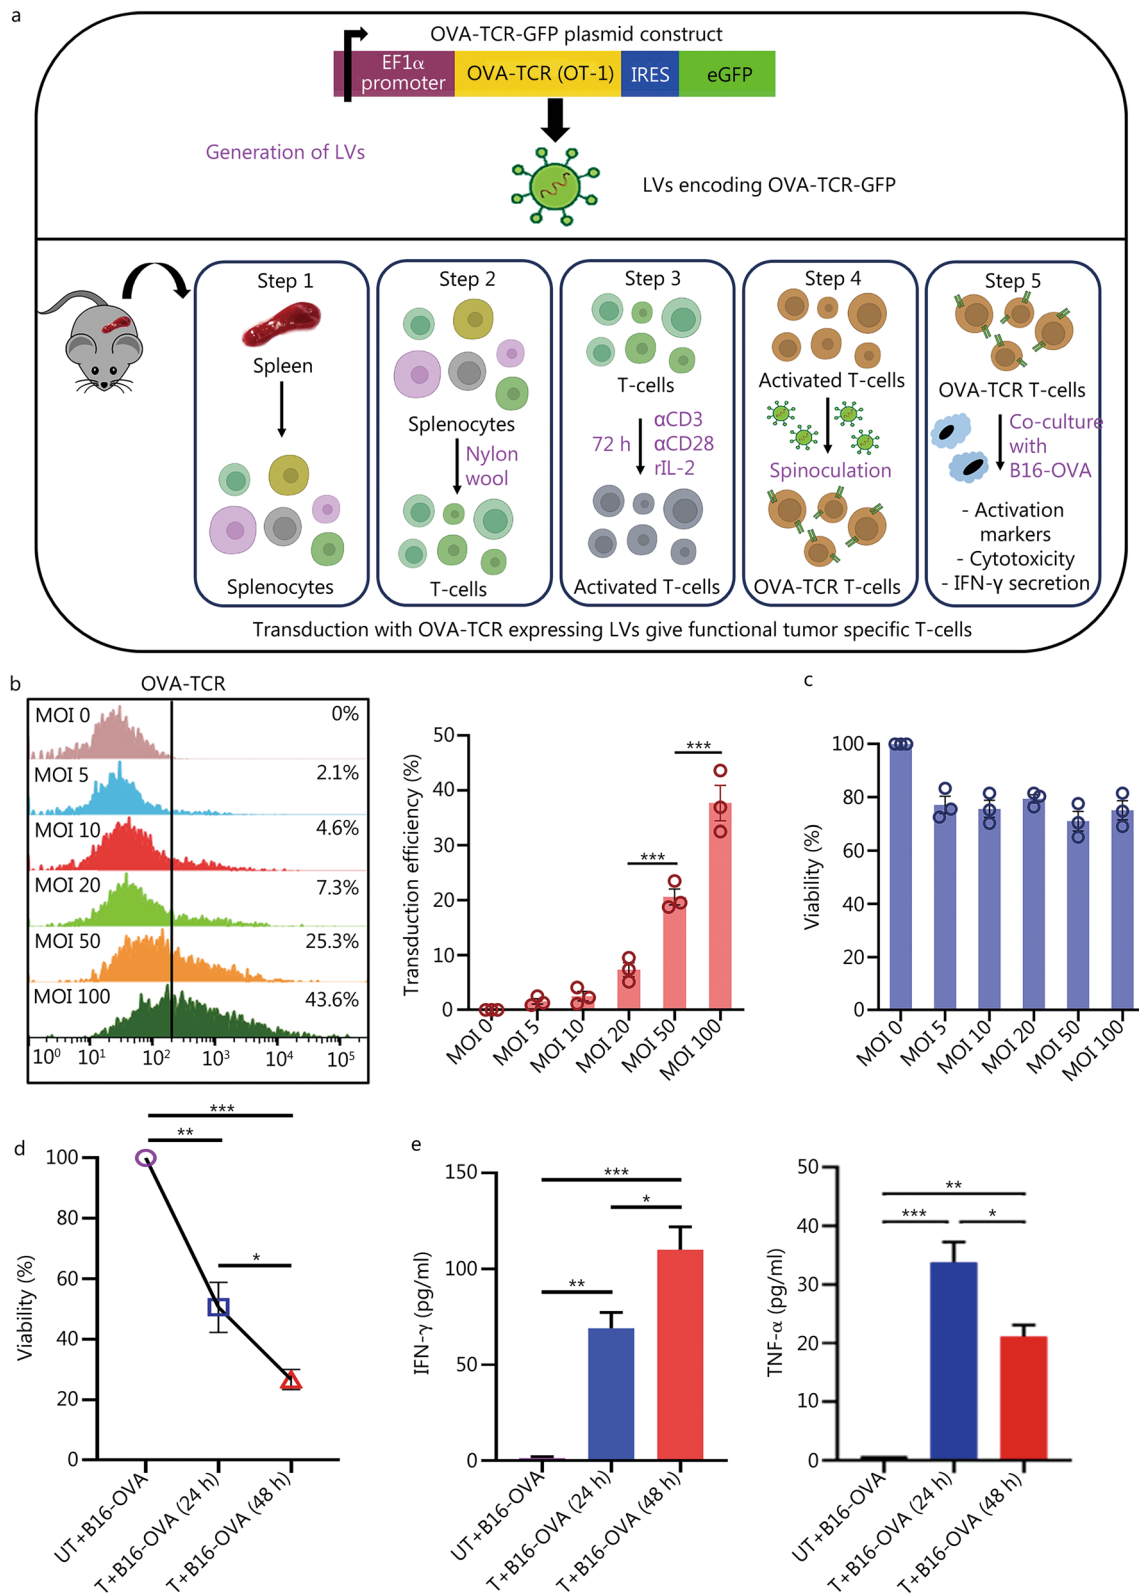 a
OVA-TCR-GFP plasmid construct
EF1α
promoter
OVA-TCR (OT-1)
IRES
eGFP
Generation of LVs
LVs encoding OVA-TCR-GFP
Step 1
Spleen
Splenocytes
Step 2
Splenocytes
Nylon
wool
T-cells
Step 3
T-cells
72 h
αCD3
αCD28
rIL-2
Activated T-cells
Step 4
Activated T-cells
Spinoculation
OVA-TCR T-cells
Step 5
OVA-TCR T-cells
Co-culture
with
B16-OVA
- Activation
markers
- Cytotoxicity
- IFN-γ secretion
Transduction with OVA-TCR expressing LVs give functional tumor specific T-cells
b
OVA-TCR
MOI 0 0%
MOI 5 2.1%
MOI 10 4.6%
MOI 20 7.3%
MOI 50 25.3%
MOI 100 43.6%
10⁰ 10¹ 10² 10³ 10⁴ 10⁵
Transduction efficiency (%)
50
40
30
20
10
0
***
***
MOI 0
MOI 5
MOI 10
MOI 20
MOI 50
MOI 100
c
Viability (%)
100
80
60
40
20
0
MOI 0
MOI 5
MOI 10
MOI 20
MOI 50
MOI 100
d
Viability (%)
100
80
60
40
20
0
***
**
*
UT+B16-OVA
T+B16-OVA (24 h)
T+B16-OVA (48 h)
e
IFN-γ (pg/ml)
150
100
50
0
***
*
**
UT+B16-OVA
T+B16-OVA (24 h)
T+B16-OVA (48 h)
TNF-α (pg/ml)
50
40
30
20
10
0
**
***
*
UT+B16-OVA
T+B16-OVA (24 h)
T+B16-OVA (48 h)